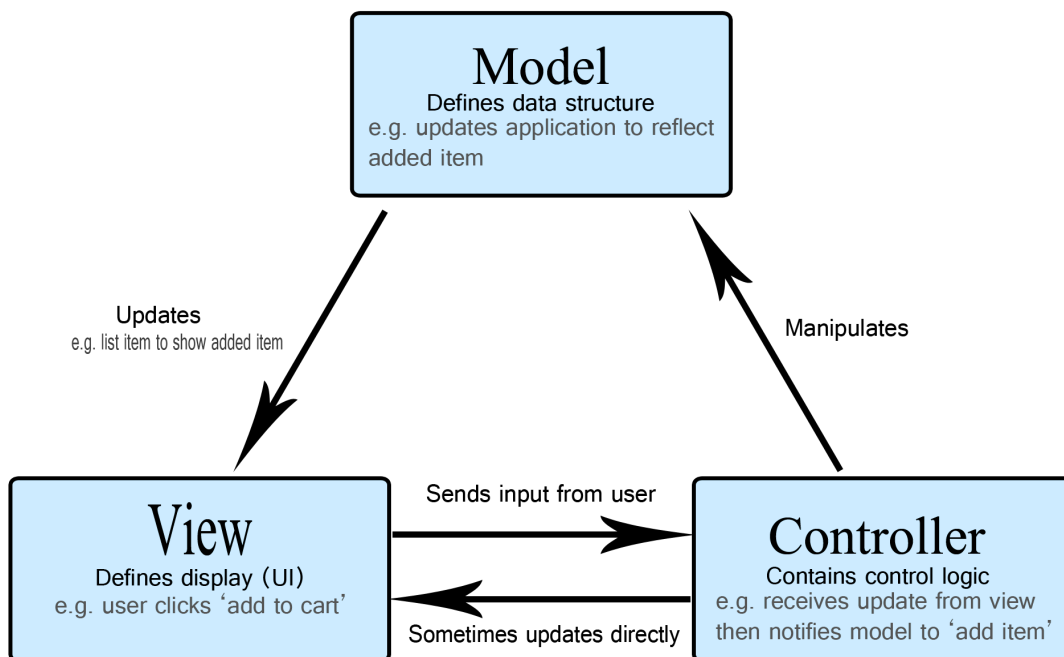 Model
Defines data structure
e.g. updates application to reflect
added item
Updates
e.g. list item to show added item
Manipulates
Sends input from user
View
Defines display (UI)
e.g. user clicks ‘add to cart’
Controller
Contains control logic
e.g. receives update from view
then notifies model to ‘add item’
Sometimes updates directly